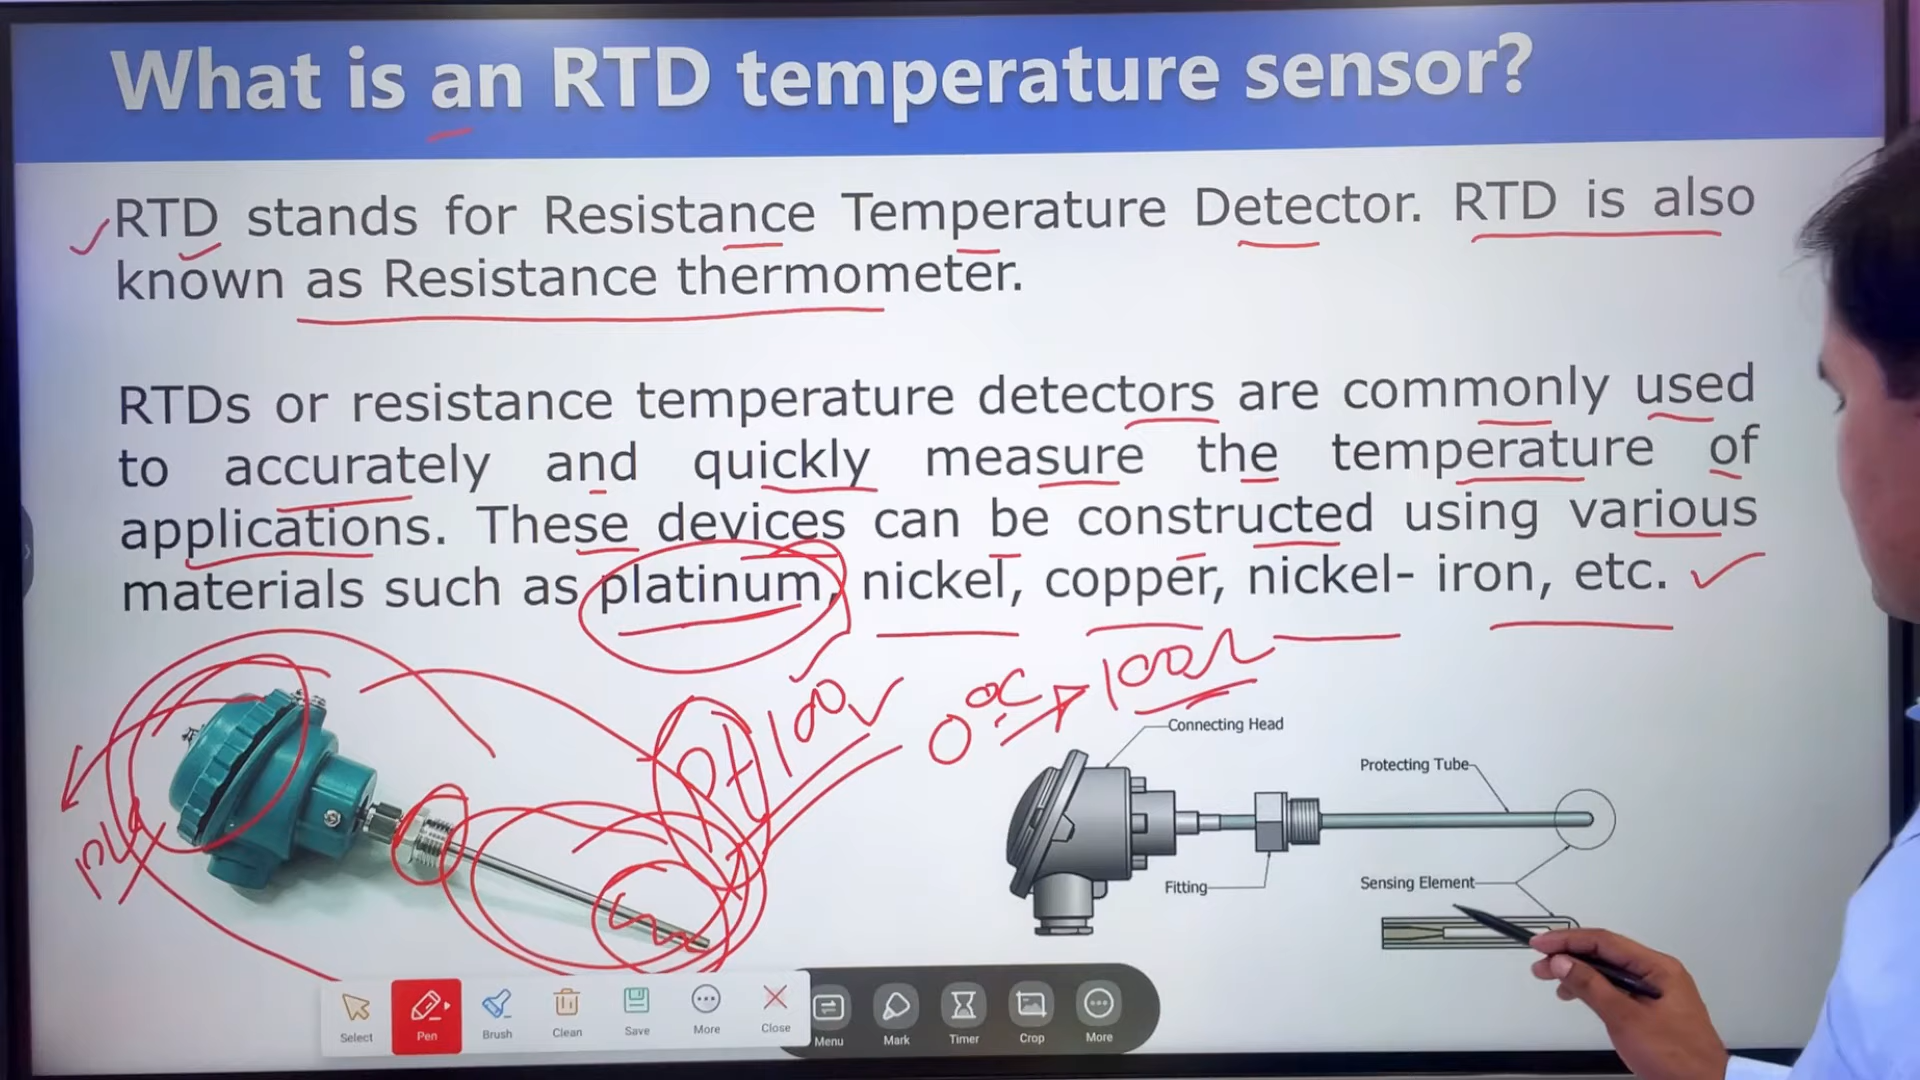 What is an RTD temperature sensor?
RTD stands for Resistance Temperature Detector. RTD is also
known as Resistance thermometer.
RTDs or resistance temperature detectors are commonly used
to accurately and quickly measure the temperature of
applications. These devices can be constructed using various
materials such as platinum, nickel, copper, nickel- iron, etc.
Pt100
0°C → 100Ω
Connecting Head
Protecting Tube
Fitting
Sensing Element
Select
Pen
Brush
Clean
Save
More
Close
Menu
Mark
Timer
Crop
More